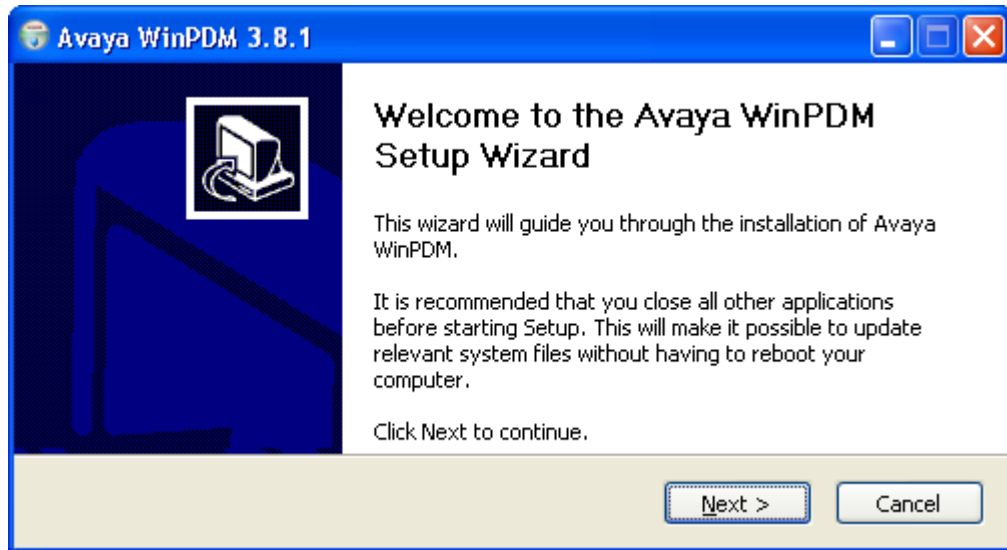 Avaya WinPDM 3.8.1
Welcome to the Avaya WinPDM
Setup Wizard
This wizard will guide you through the installation of Avaya
WinPDM.
It is recommended that you close all other applications
before starting Setup. This will make it possible to update
relevant system files without having to reboot your
computer.
Click Next to continue.
Next >
Cancel